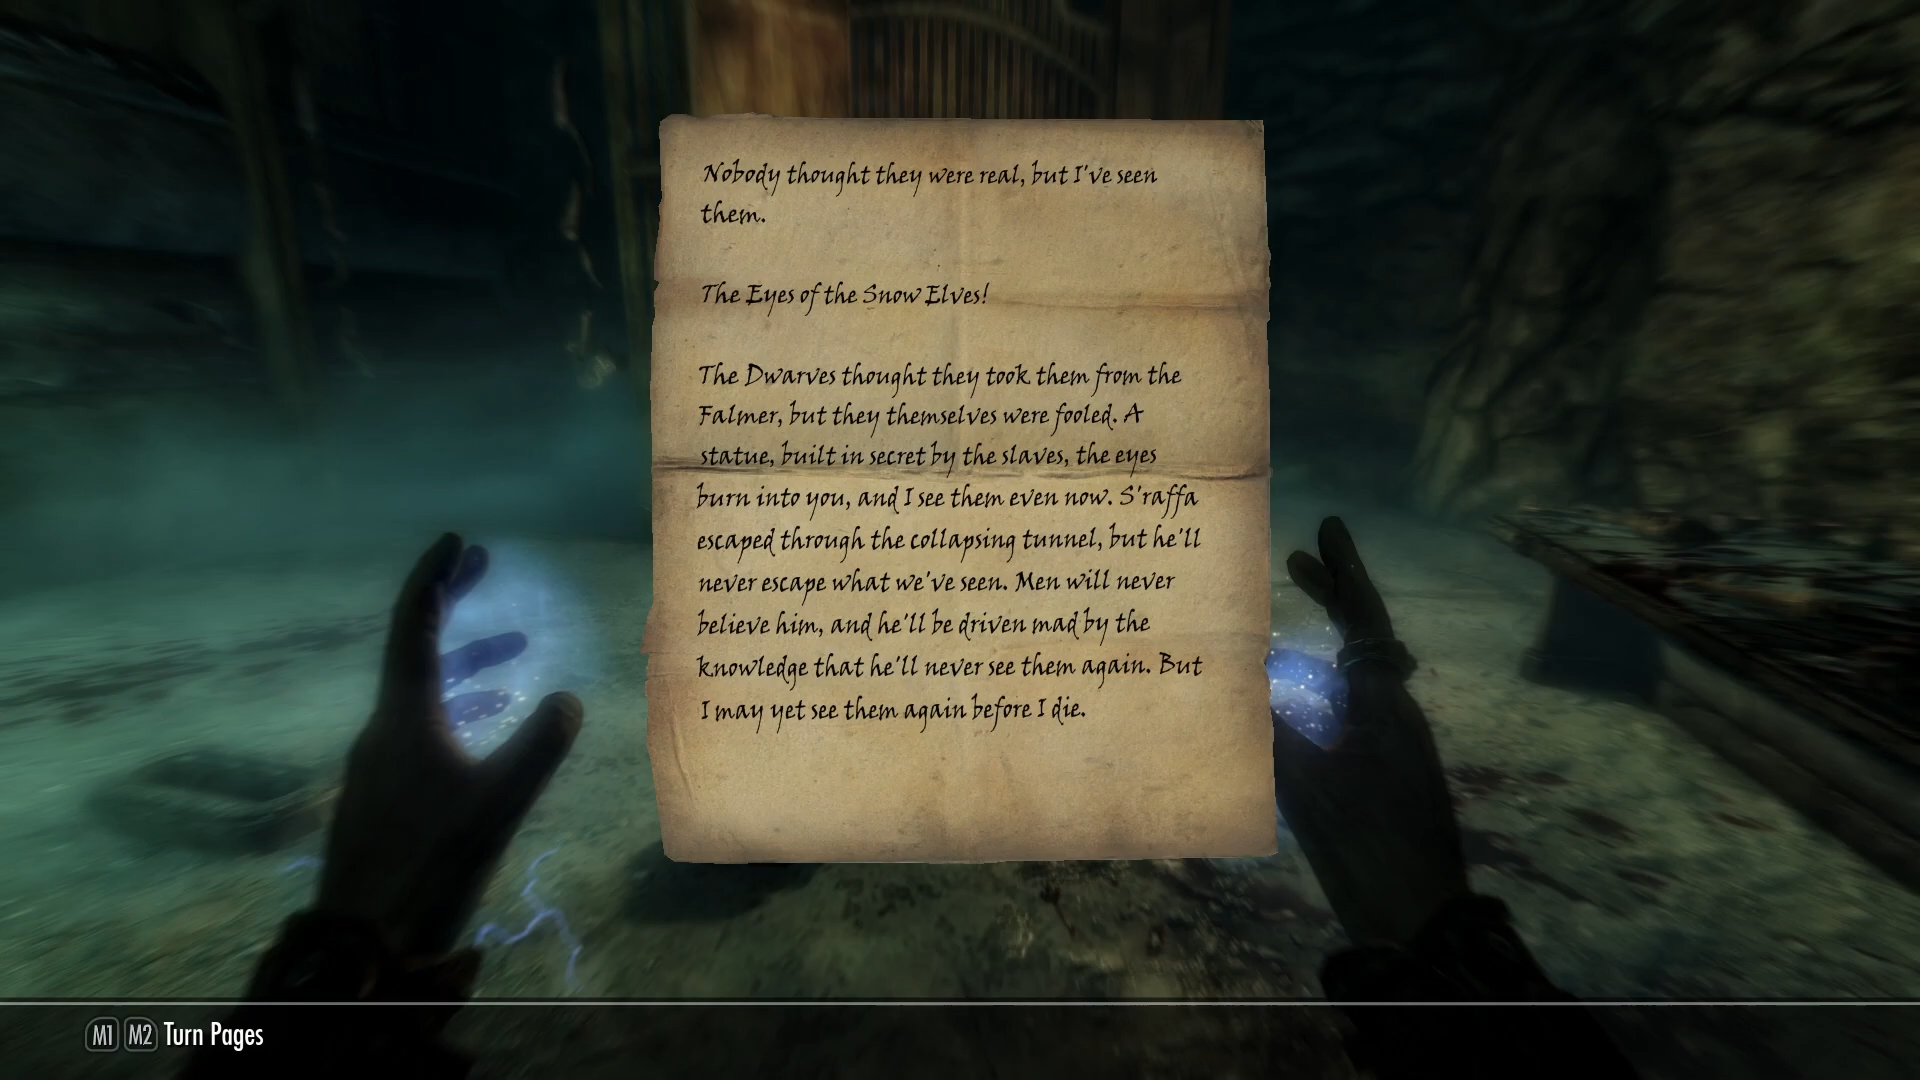 Nobody thought they were real, but I've seen
them.
The Eyes of the Snow Elves!
The Dwarves thought they took them from the
Falmer, but they themselves were fooled. A
statue, built in secret by the slaves, the eyes
burn into you, and I see them even now. S'raffa
escaped through the collapsing tunnel, but he'll
never escape what we've seen. Men will never
believe him, and he'll be driven mad by the
knowledge that he'll never see them again. But
I may yet see them again before I die.
M1 M2 Turn Pages